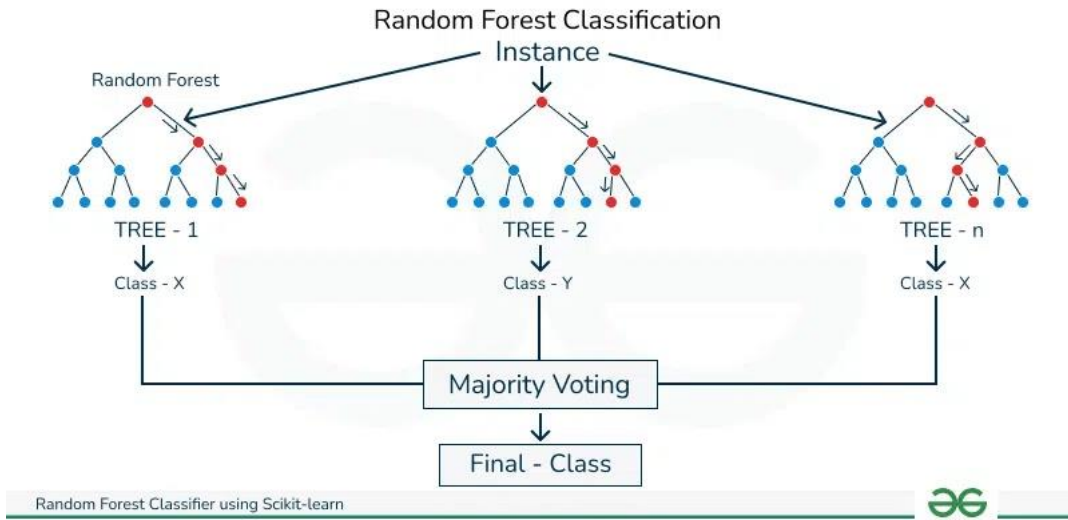 Random Forest Classification
Instance
Random Forest
TREE - 1
TREE - 2
TREE - n
Class - X
Class - Y
Class - X
Majority Voting
Final - Class
Random Forest Classifier using Scikit-learn